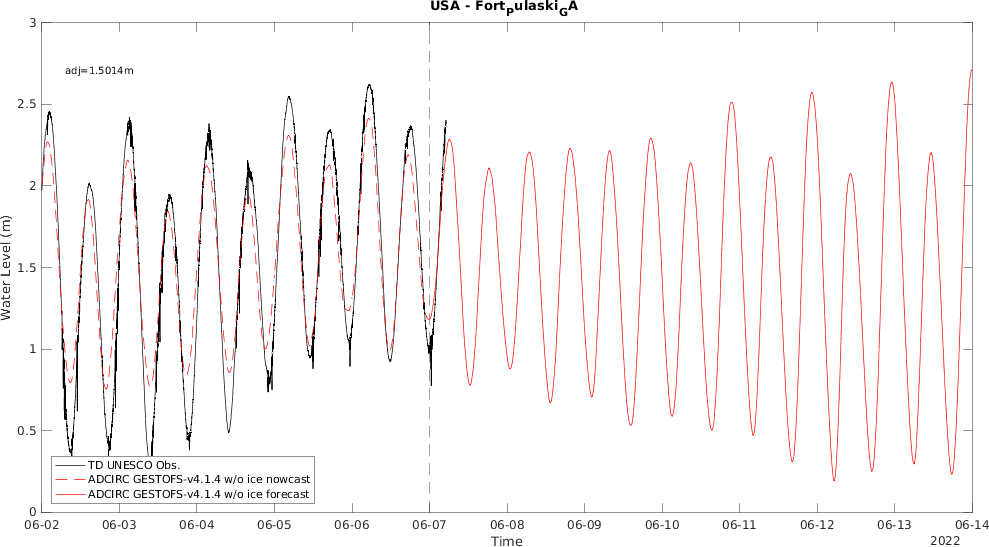 USA - FortPulaskiGA
adj=1.5014m
3
2.5
2
1.5
1
0.5
0
Water Level (m)
TD UNESCO Obs.
ADCIRC GESTOFS-v4.1.4 w/o ice nowcast
ADCIRC GESTOFS-v4.1.4 w/o ice forecast
06-02 06-03 06-04 06-05 06-06 06-07 06-08 06-09 06-10 06-11 06-12 06-13 06-14
Time
2022